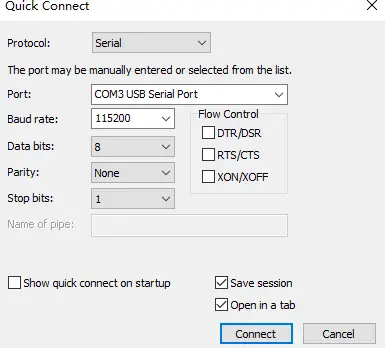 Quick Connect
Protocol: Serial
The port may be manually entered or selected from the list.
Port: COM3 USB Serial Port
Baud rate: 115200
Flow Control
DTR/DSR
Data bits: 8
RTS/CTS
Parity: None
XON/XOFF
Stop bits: 1
Name of pipe:
Show quick connect on startup
Save session
Open in a tab
Connect Cancel